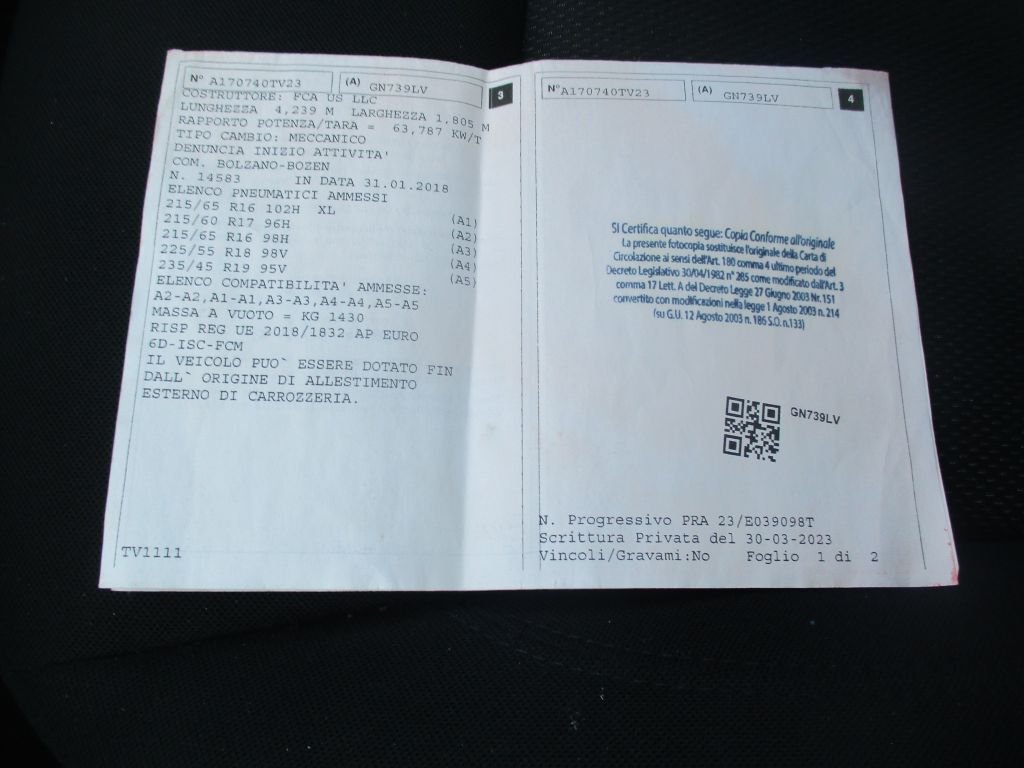 Nº A170740TV23
(A) GN739LV
3
COSTRUTTORE: FCA US LLC
LUNGHEZZA 4,239 M LARGHEZZA 1,805 M
RAPPORTO POTENZA/TARA = 63,787 KW/T
TIPO CAMBIO: MECCANICO
DENUNCIA INIZIO ATTIVITA'
COM. BOLZANO-BOZEN
N. 14583 IN DATA 31.01.2018
ELENCO PNEUMATICI AMMESSI
215/65 R16 102H XL (A1)
215/60 R17 96H (A2)
215/65 R16 98H (A3)
225/55 R18 98V (A4)
235/45 R19 95V (A5)
ELENCO COMPATIBILITA' AMMESSE:
A2-A2,A1-A1,A3-A3,A4-A4,A5-A5
MASSA A VUOTO = KG 1430
RISP REG UE 2018/1832 AP EURO
6D-ISC-FCM
IL VEICOLO PUO` ESSERE DOTATO FIN
DALL` ORIGINE DI ALLESTIMENTO
ESTERNO DI CARROZZERIA.
TV1111
Nº A170740TV23
(A) GN739LV
4
SI Certifica quanto segue: Copia Conforme all'originale
La presente fotocopia sostituisce l'originale della Carta di
Circolazione ai sensi dell'Art. 180 comma 4 ultimo periodo del
Decreto Legislativo 30/04/1982 n° 285 come modificato dall'Art. 3
comma 17 Lett. A del Decreto Legge 27 Giugno 2003 Nr. 151
convertito con modificazioni nella legge 1 Agosto 2003 n. 214
(su G.U. 12 Agosto 2003 n. 186 S.O. n.133)
GN739LV
N. Progressivo PRA 23/E039098T
Scrittura Privata del 30-03-2023
Vincoli/Gravami:No Foglio 1 di 2